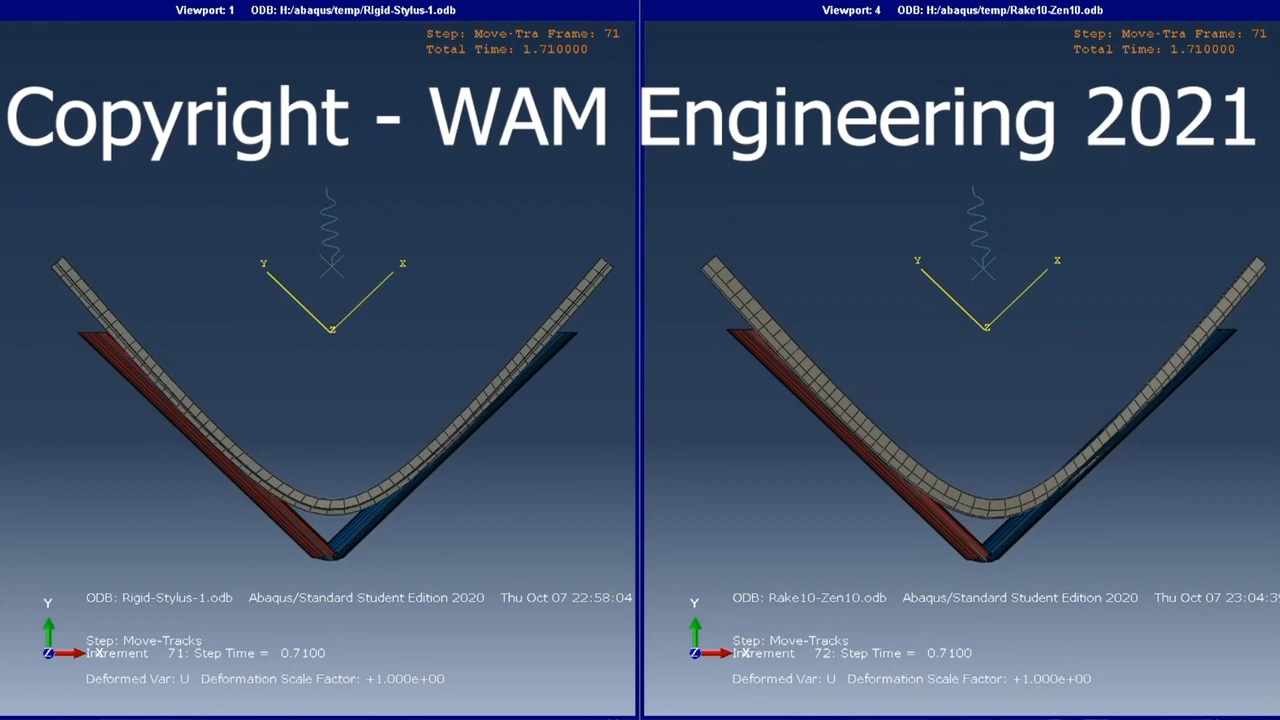 Viewport: 1 ODB: H:/abaqus/temp/Rigid-Stylus-1.odb
Viewport: 4 ODB: H:/abaqus/temp/Rake10-Zen10.odb
Step: Move-Tra Frame: 71
Total Time: 1.710000
Step: Move-Tra Frame: 71
Total Time: 1.710000
Copyright - WAM Engineering 2021
Y X
Z
Y X
Z
ODB: Rigid-Stylus-1.odb Abaqus/Standard Student Edition 2020 Thu Oct 07 22:58:04
Y
Step: Move-Tracks
Z X Increment 71: Step Time = 0.7100
Deformed Var: U Deformation Scale Factor: +1.000e+00
ODB: Rake10-Zen10.odb Abaqus/Standard Student Edition 2020 Thu Oct 07 23:04:39
Y
Step: Move-Tracks
Z X Increment 72: Step Time = 0.7100
Deformed Var: U Deformation Scale Factor: +1.000e+00